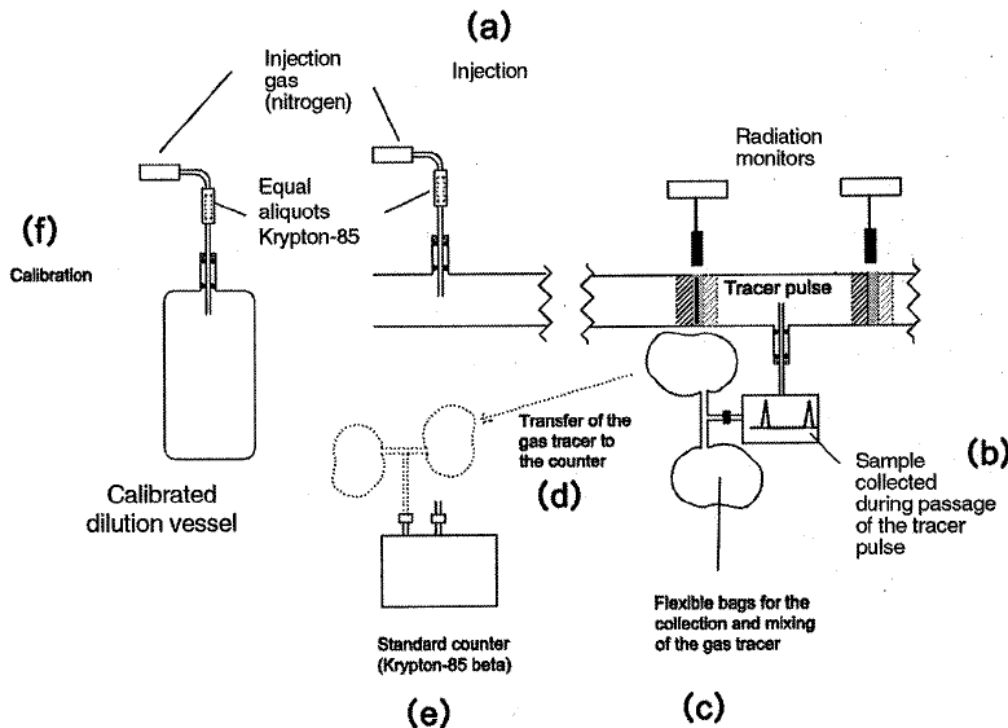 (a)
Injection
gas
(nitrogen)
Injection
Radiation
monitors
Equal
aliquots
Krypton-85
(f)
Calibration
Tracer pulse
Transfer of the
gas tracer to
the counter
(d)
(b)
Sample
collected
during passage
of the tracer
pulse
Calibrated
dilution vessel
Flexible bags for the
collection and mixing
of the gas tracer
Standard counter
(Krypton-85 beta)
(e)
(c)